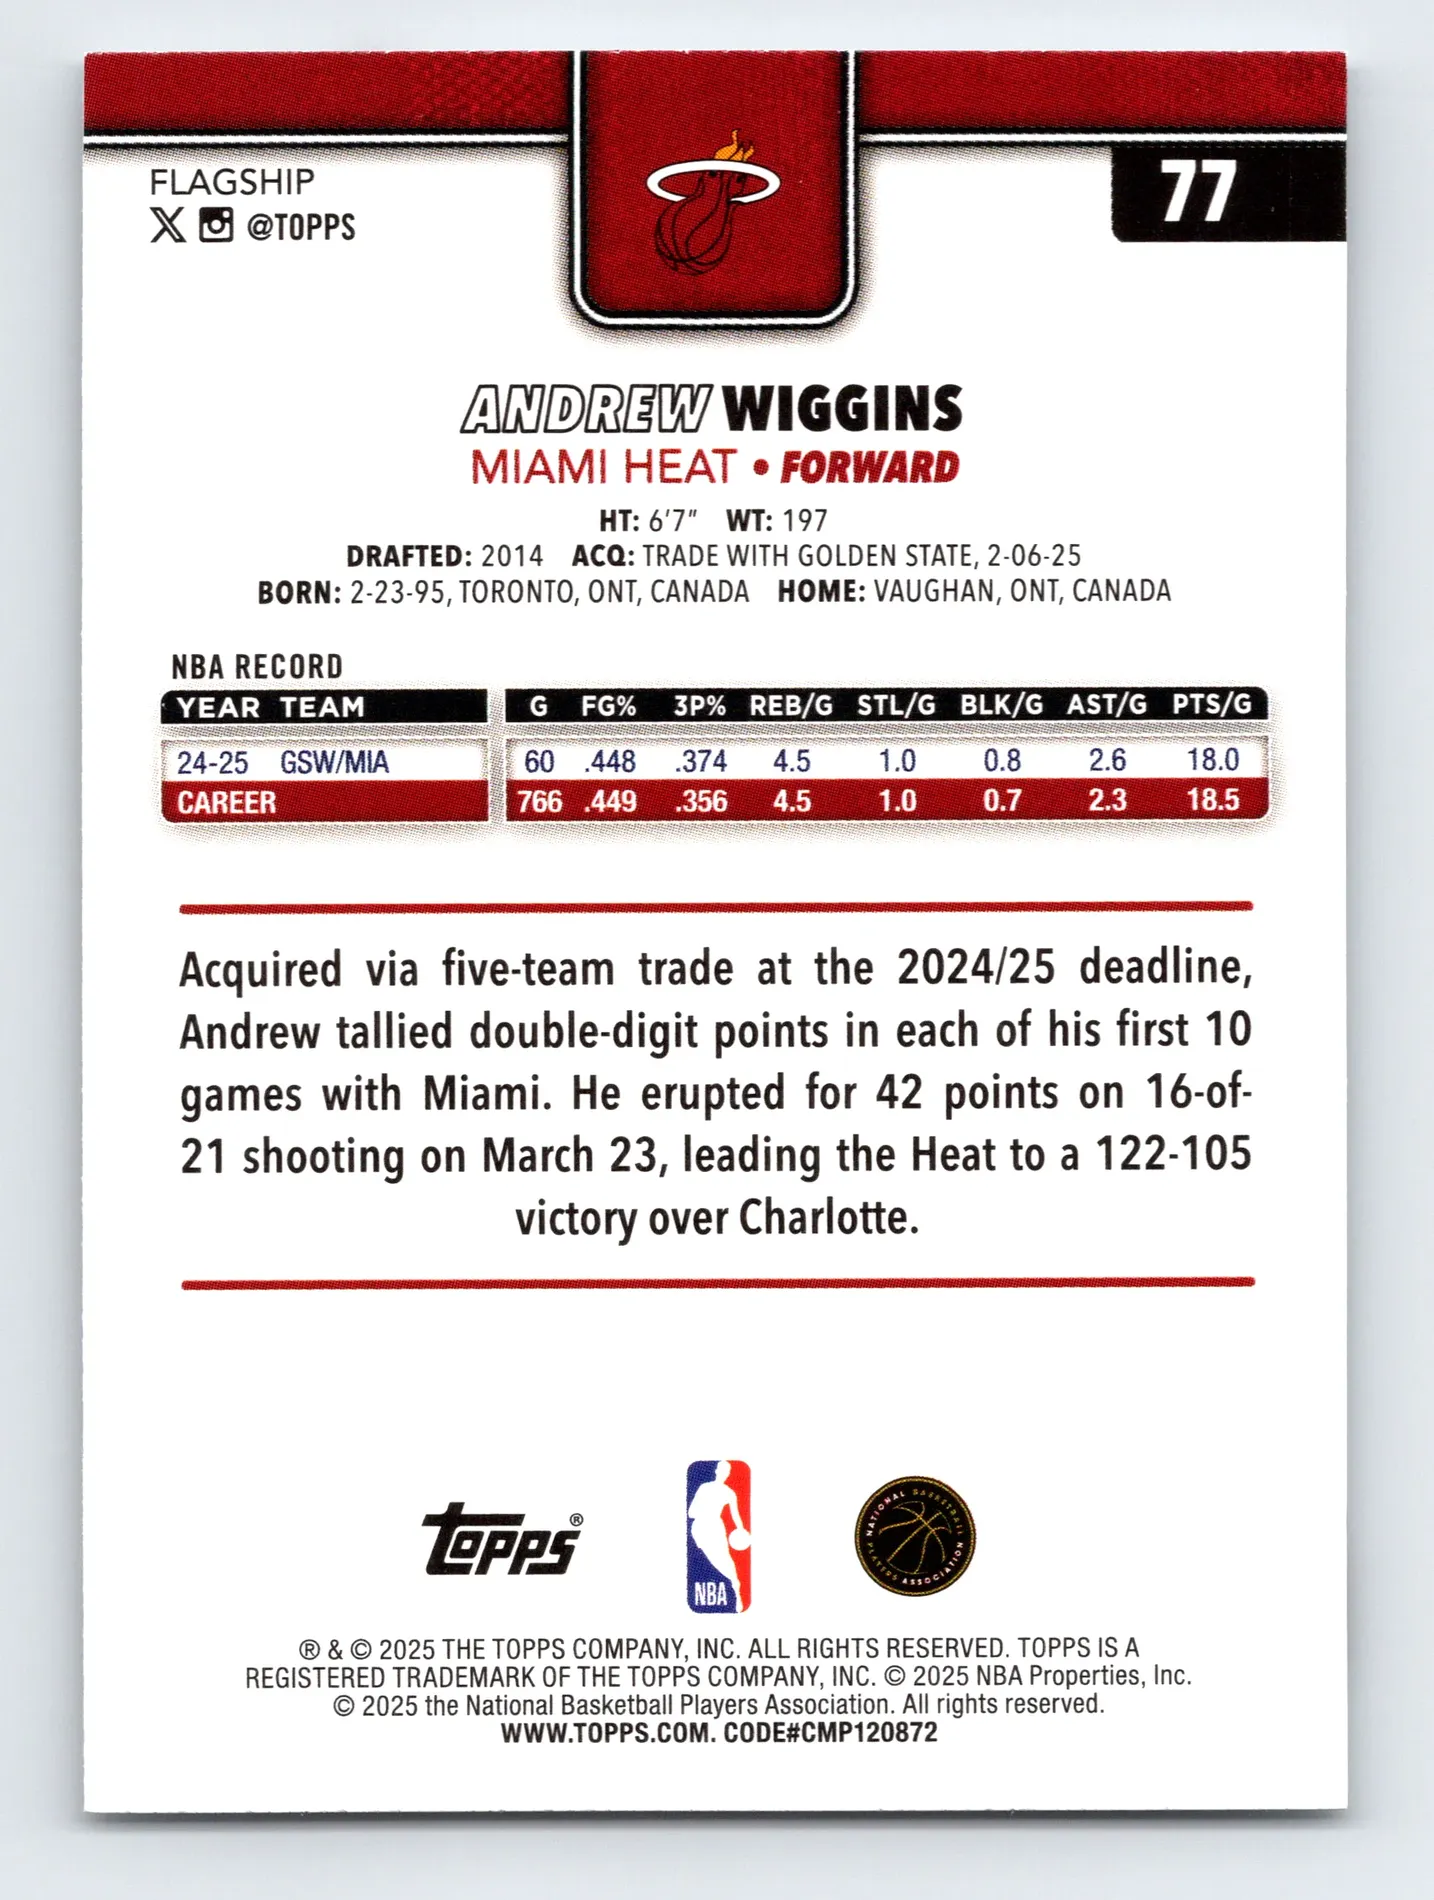 FLAGSHIP
77
X @TOPPS
ANDREW WIGGINS
MIAMI HEAT • FORWARD
HT: 6'7" WT: 197
DRAFTED: 2014 ACQ: TRADE WITH GOLDEN STATE, 2-06-25
BORN: 2-23-95, TORONTO, ONT, CANADA HOME: VAUGHAN, ONT, CANADA
NBA RECORD
YEAR TEAM G FG% 3P% REB/G STL/G BLK/G AST/G PTS/G
24-25 GSW/MIA 60 .448 .374 4.5 1.0 0.8 2.6 18.0
CAREER 766 .449 .356 4.5 1.0 0.7 2.3 18.5
Acquired via five-team trade at the 2024/25 deadline,
Andrew tallied double-digit points in each of his first 10
games with Miami. He erupted for 42 points on 16-of-
21 shooting on March 23, leading the Heat to a 122-105
victory over Charlotte.
TOPPS®
NBA
NATIONAL BASKETBALL PLAYERS ASSOCIATION
® & © 2025 THE TOPPS COMPANY, INC. ALL RIGHTS RESERVED. TOPPS IS A
REGISTERED TRADEMARK OF THE TOPPS COMPANY, INC. © 2025 NBA Properties, Inc.
© 2025 the National Basketball Players Association. All rights reserved.
WWW.TOPPS.COM. CODE#CMP120872